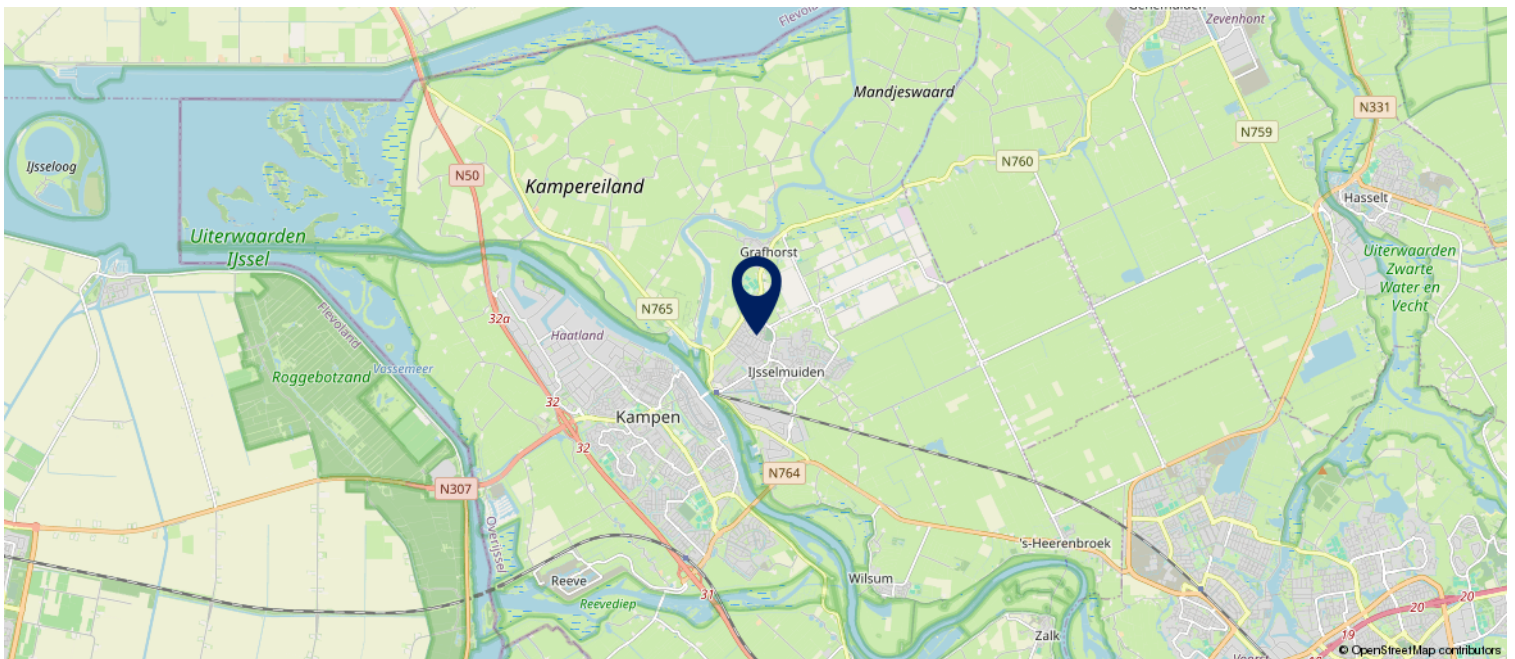 Flevoland
Genemuiden
Zevenhont
Mandjeswaard
N331
N759
IJsseloog
N760
N50
Kampereiland
Hasselt
Uiterwaarden
IJssel
Grafhorst
Uiterwaarden
Zwarte
Water en
Vecht
N765
Flevoland
32a
Haatland
Roggebotzand
Vossemeer
IJsselmuiden
32
Kampen
32
N764
N307
Overijssel
's-Heerenbroek
Reeve
Wilsum
31
Reevediep
20
20
Zalk
19
18
© OpenStreetMap contributors